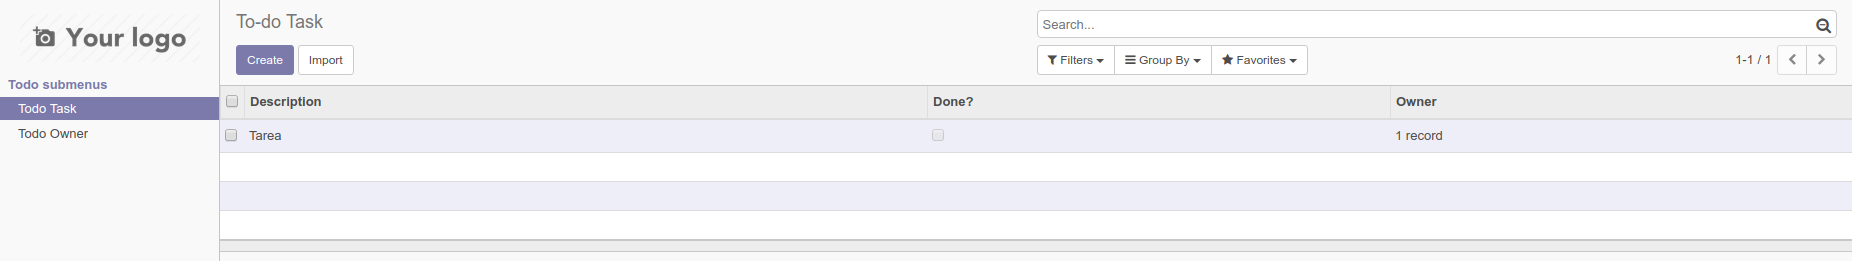 Your logo
Todo submenus
Todo Task
Todo Owner
To-do Task
Search...
Create Import
Filters Group By Favorites
1-1 / 1
Description Done? Owner
Tarea 1 record